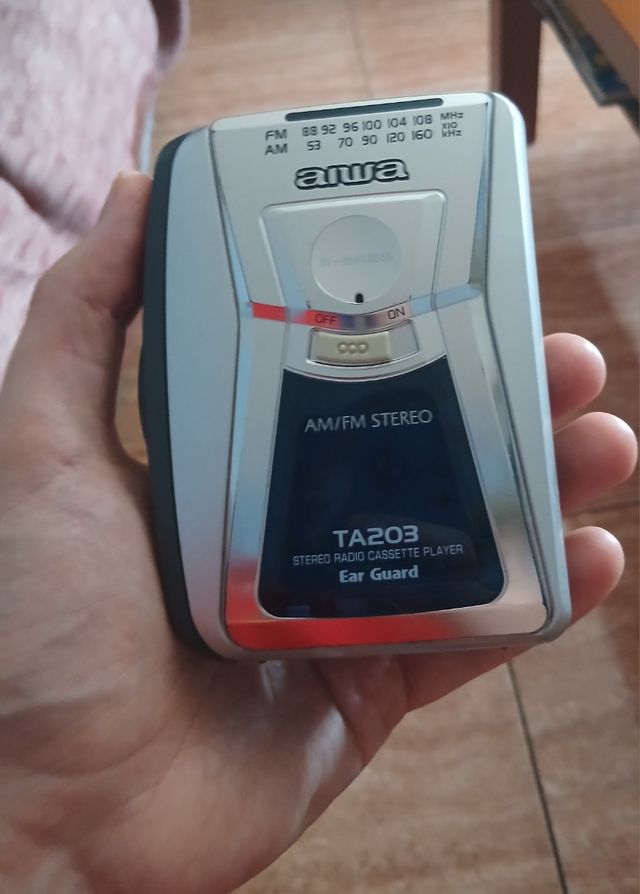 FM 88 92 96 100 104 108 MHz
X10
AM 53 70 90 120 160 kHz
aiwa
S-BASS
OFF ON
AM/FM STEREO
TA203
STEREO RADIO CASSETTE PLAYER
Ear Guard